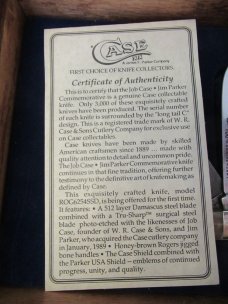 CASE
XX
A James F. Parker Company
FIRST CHOICE OF KNIFE COLLECTORS
Certificate of Authenticity
This is to certify that the Job Case • Jim Parker
Commemorative is a genuine Case collectable
knife. Only 3,000 of these exquisitely crafted
knives have been produced. The serial number
of each knife is surrounded by the "long tail C"
design. This is a registered trade mark of W. R.
Case & Sons Cutlery Company for exclusive use
on Case collectables.
Case knives have been made by skilled
American craftsmen since 1889 ... made with
quality attention to detail and uncommon pride.
The Job Case • Jim Parker Commemorative knife
continues in that fine tradition, offering further
testimony to the definitive art of knifemaking as
defined by Case.
This exquisitely crafted knife, model
ROG62545SD, is being offered for the first time.
It features: • A 512 layer Damascus steel blade
combined with a Tru-Sharp™ surgical steel
blade photo-etched with the likenesses of Job
Case, founder of W. R. Case & Sons, and Jim
Parker, who acquired the Case cutlery company
in January, 1989 • Honey-brown Rogers jigged
bone handles • The Case Shield combined with
the Parker USA Shield – emblems of continued
progress, unity, and quality.